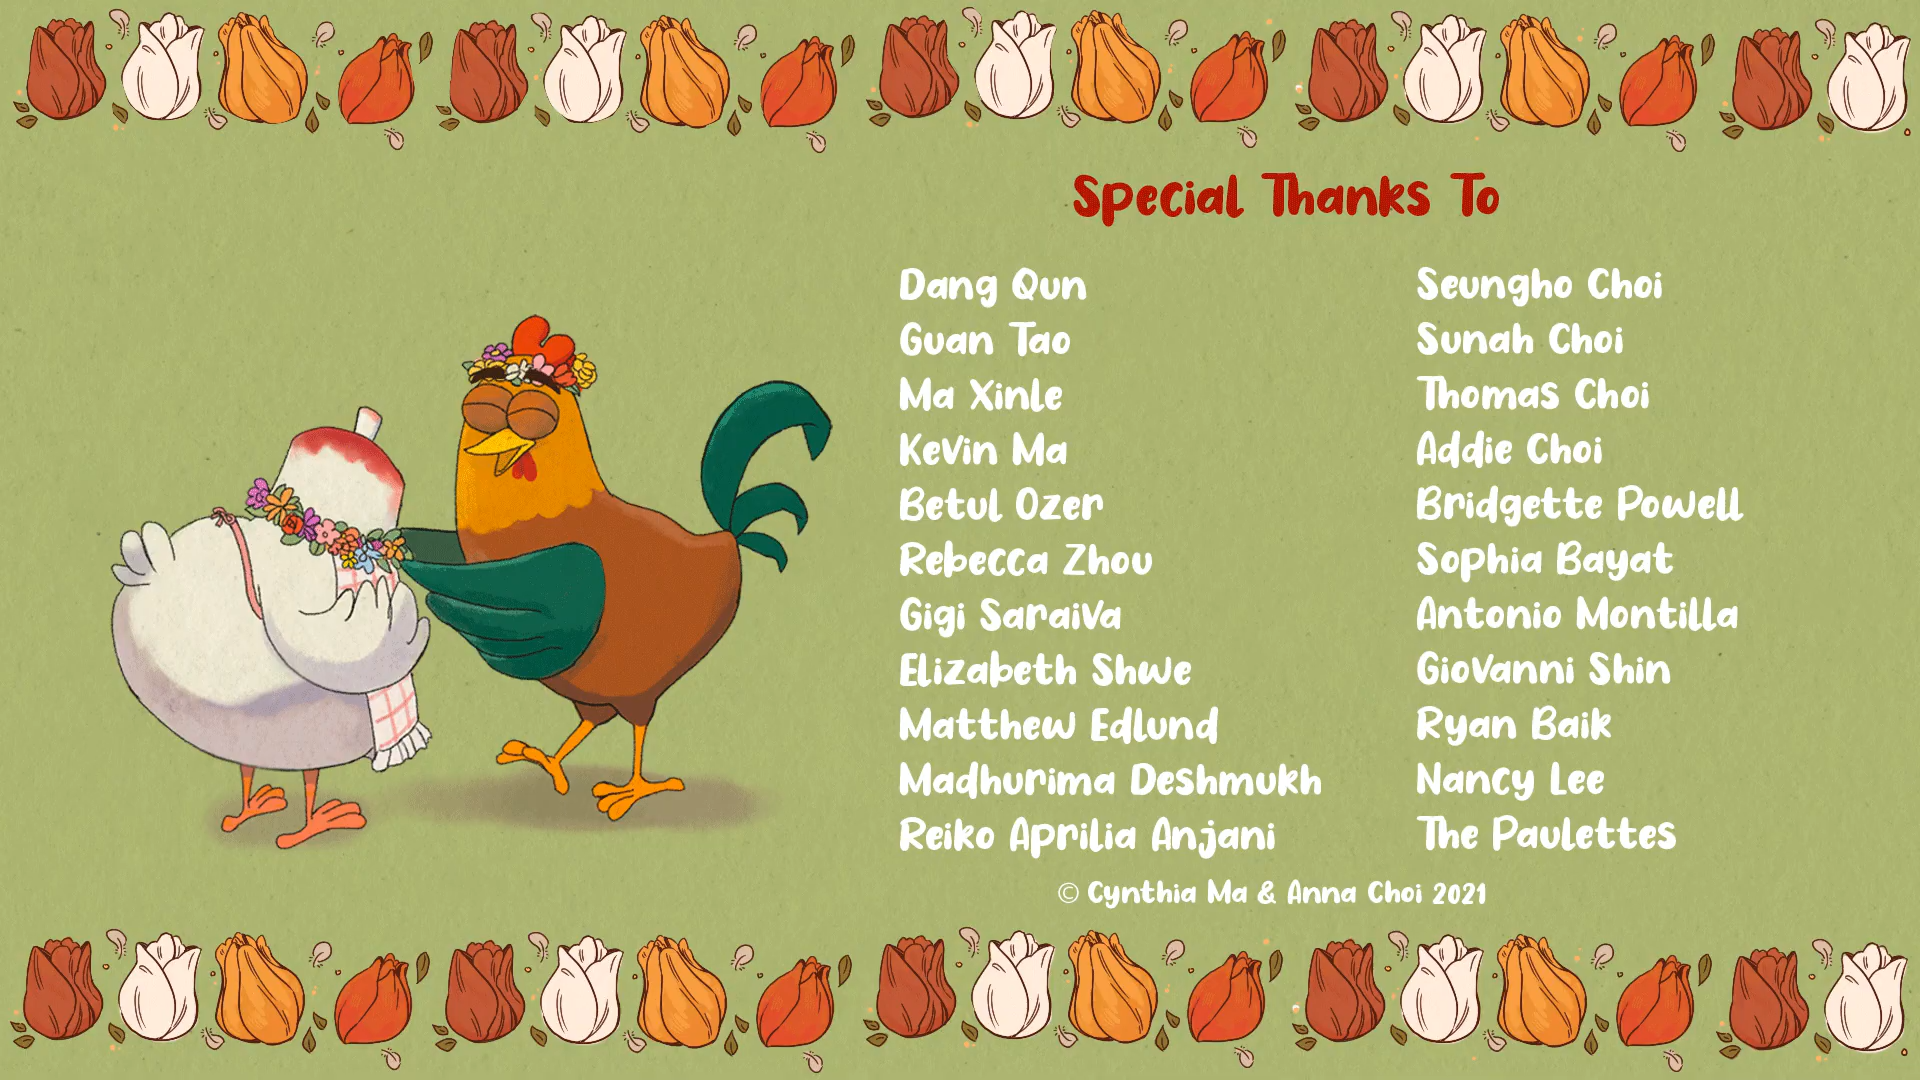 Special Thanks To
Dang Qun
Guan Tao
Ma Xinle
Kevin Ma
Betul Ozer
Rebecca Zhou
Gigi Saraiva
Elizabeth Shwe
Matthew Edlund
Madhurima Deshmukh
Reiko Aprilia Anjani
Seungho Choi
Sunah Choi
Thomas Choi
Addie Choi
Bridgette Powell
Sophia Bayat
Antonio Montilla
Giovanni Shin
Ryan Baik
Nancy Lee
The Paulettes
© Cynthia Ma & Anna Choi 2021